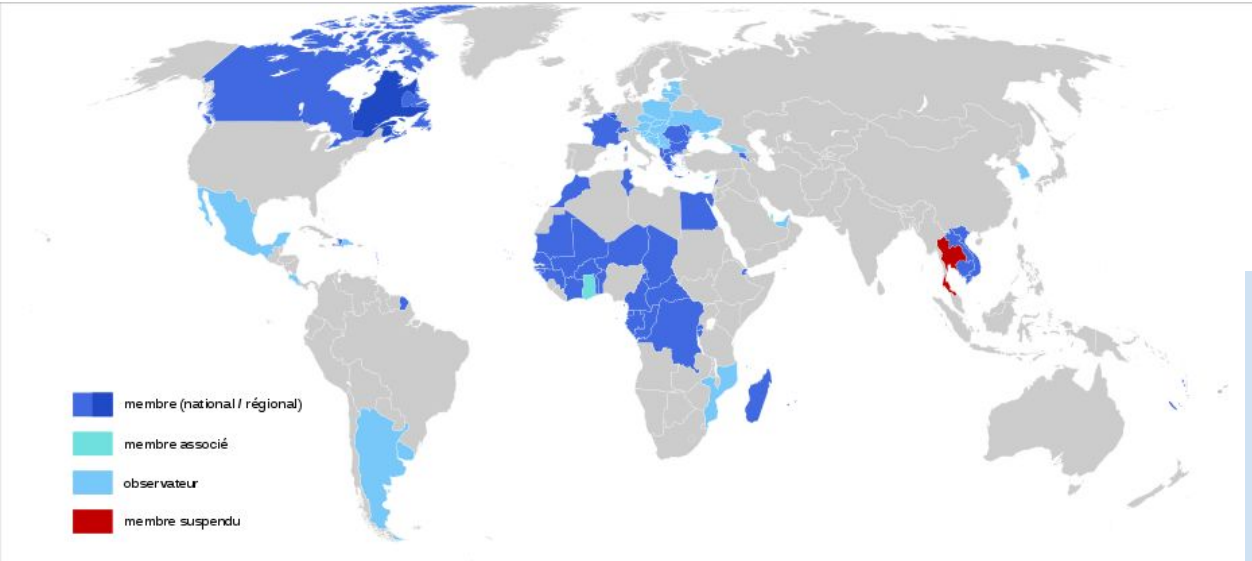 membre (national / régional)
membre associé
observateur
membre suspendu